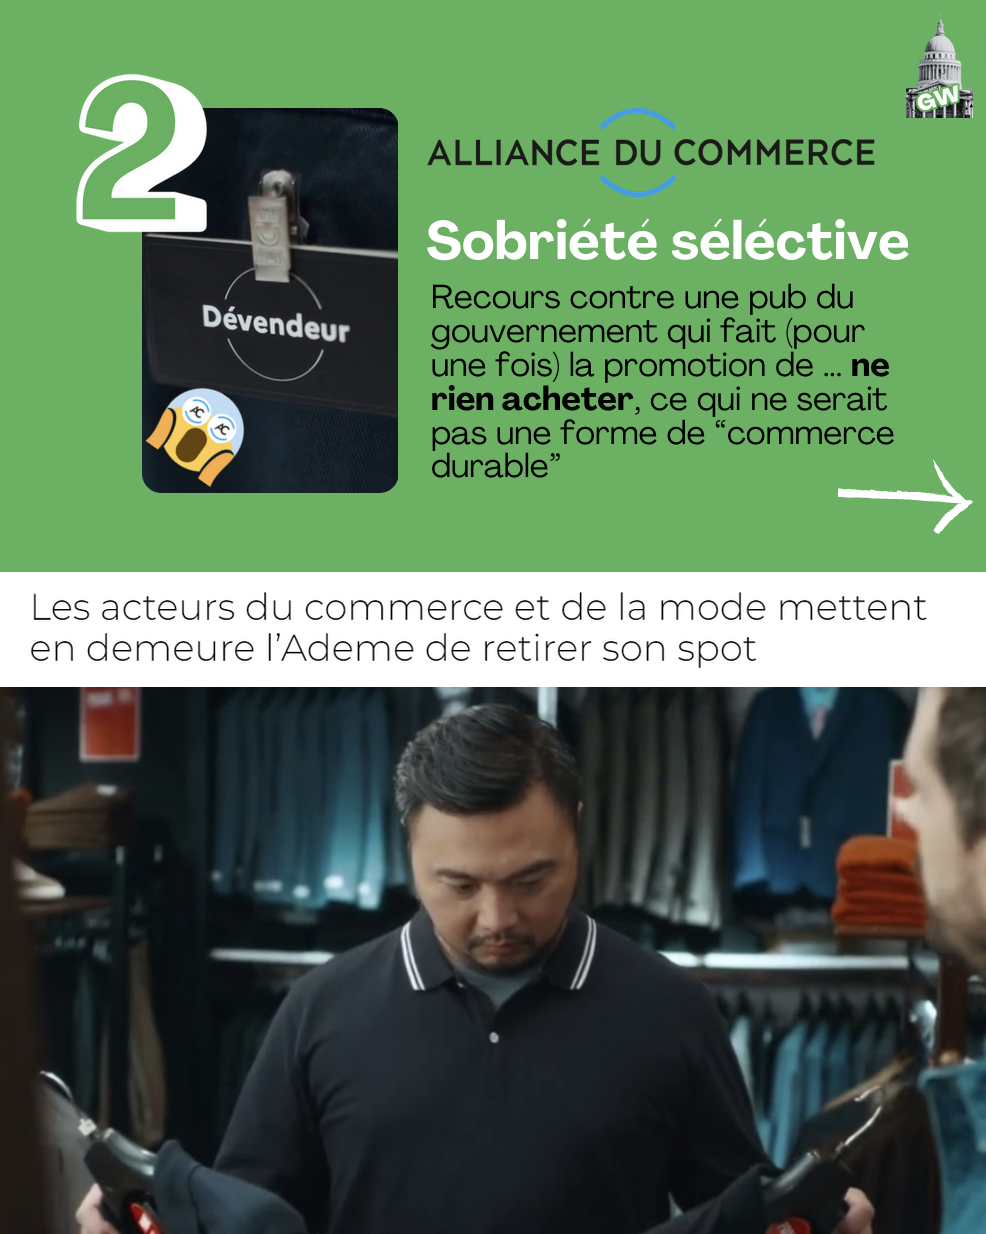 GW
2
ALLIANCE DU COMMERCE
Sobriété séléctive
Recours contre une pub du
gouvernement qui fait (pour
une fois) la promotion de ... ne
rien acheter, ce qui ne serait
pas une forme de “commerce
durable”
Dévendeur
AC
AC
Les acteurs du commerce et de la mode mettent
en demeure l’Ademe de retirer son spot